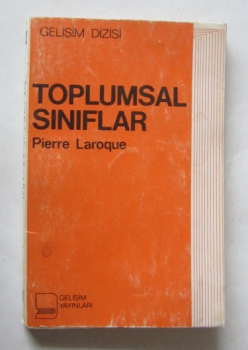 GELİŞİM DİZİSİ
TOPLUMSAL
SINIFLAR
Pierre Laroque
GELİŞİM
YAYINLARI